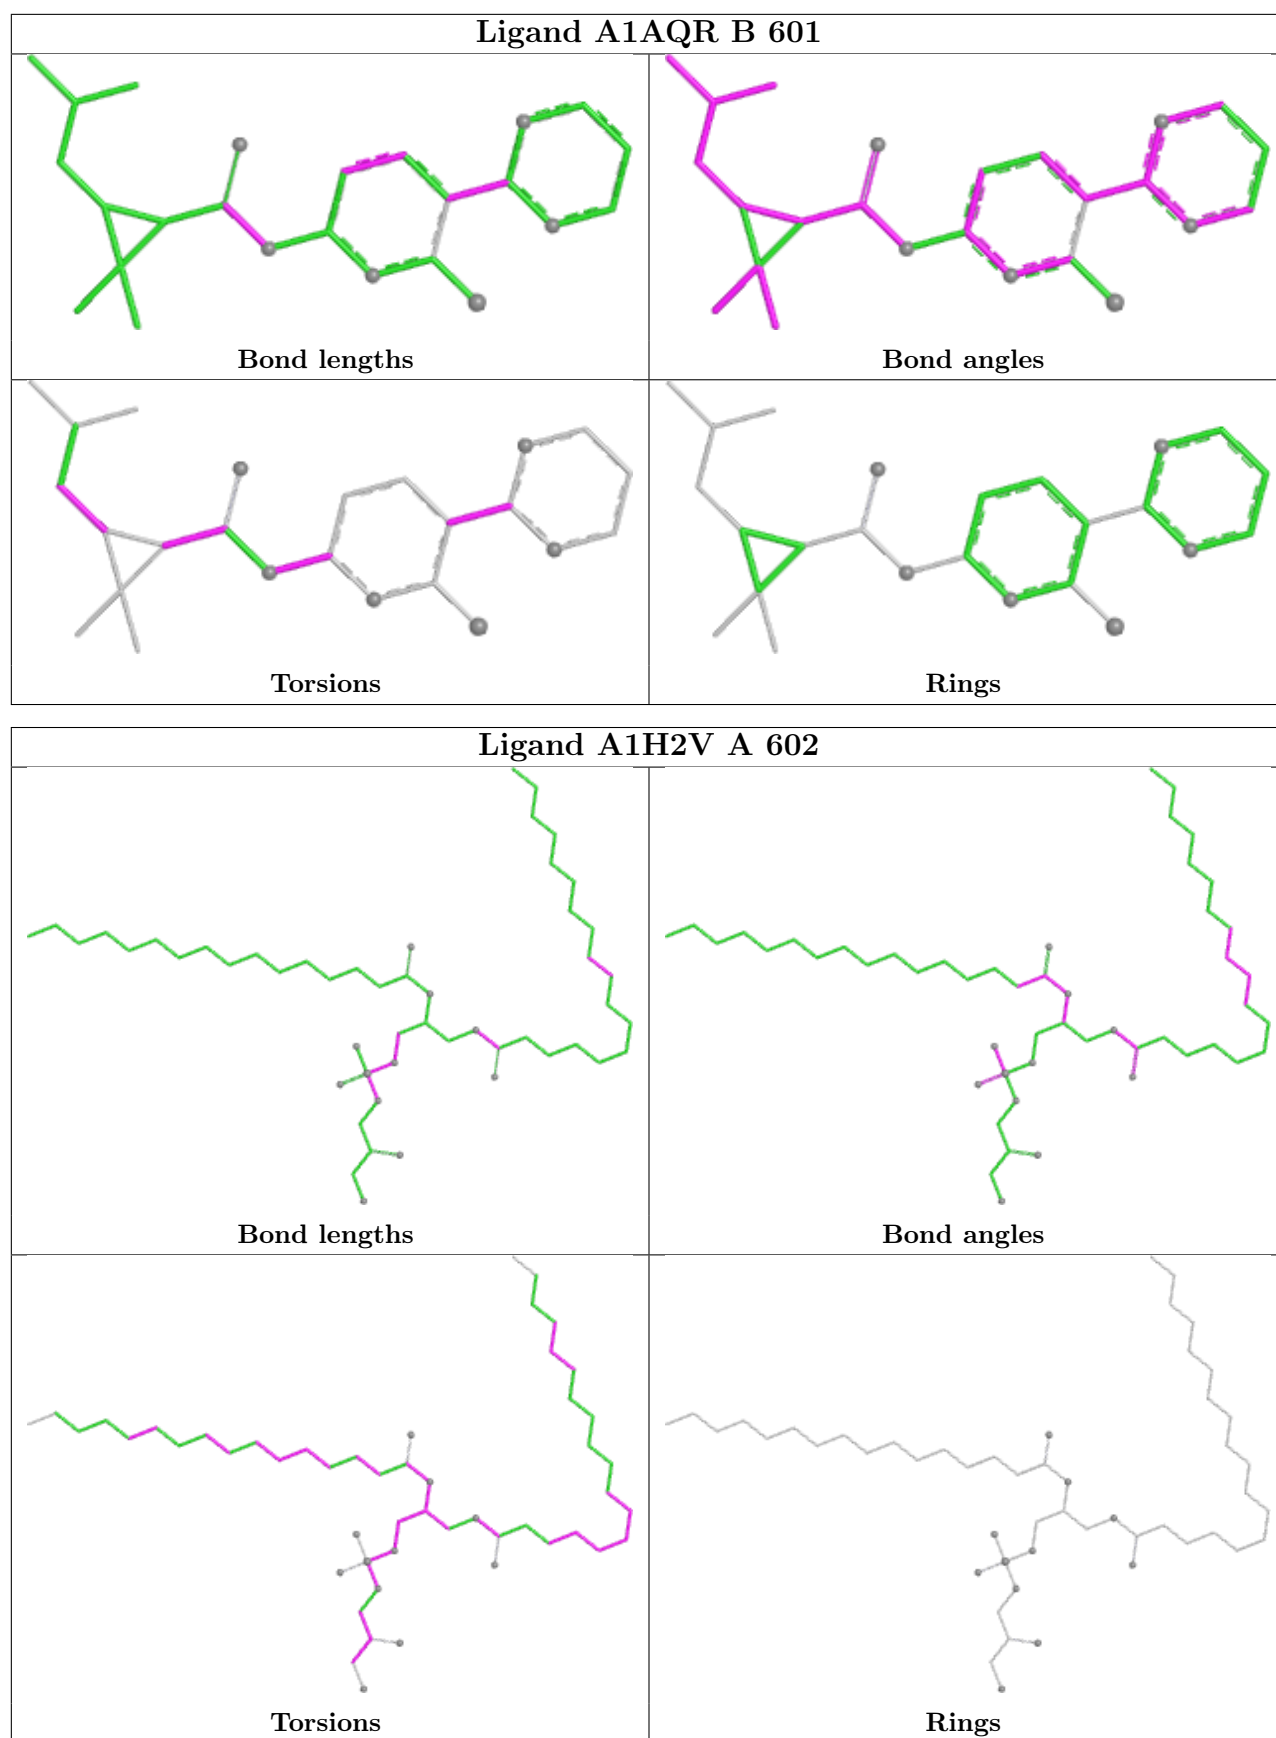 Ligand A1AQR B 601
Bond lengths
Bond angles
Torsions
Rings
Ligand A1H2V A 602
Bond lengths
Bond angles
Torsions
Rings